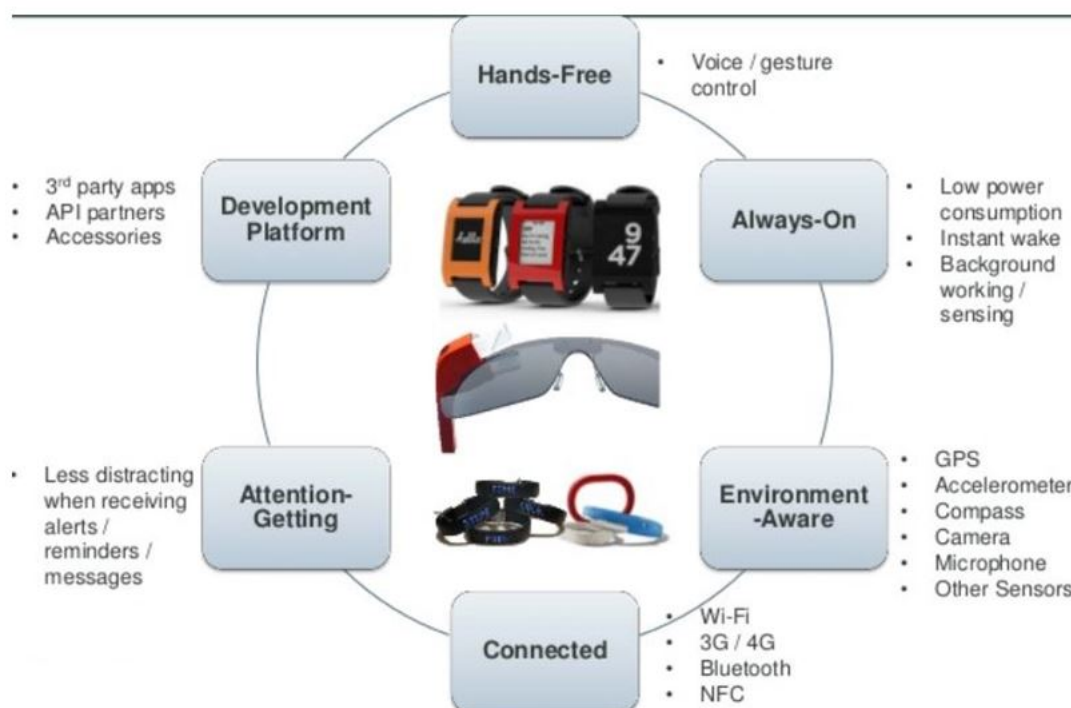 Hands-Free
• Voice / gesture
control
Always-On
• Low power
consumption
• Instant wake
• Background
working /
sensing
Environment
-Aware
• GPS
• Accelerometer
• Compass
• Camera
• Microphone
• Other Sensors
Connected
• Wi-Fi
• 3G / 4G
• Bluetooth
• NFC
Attention-
Getting
• Less distracting
when receiving
alerts /
reminders /
messages
Development
Platform
• 3rd party apps
• API partners
• Accessories
9
47